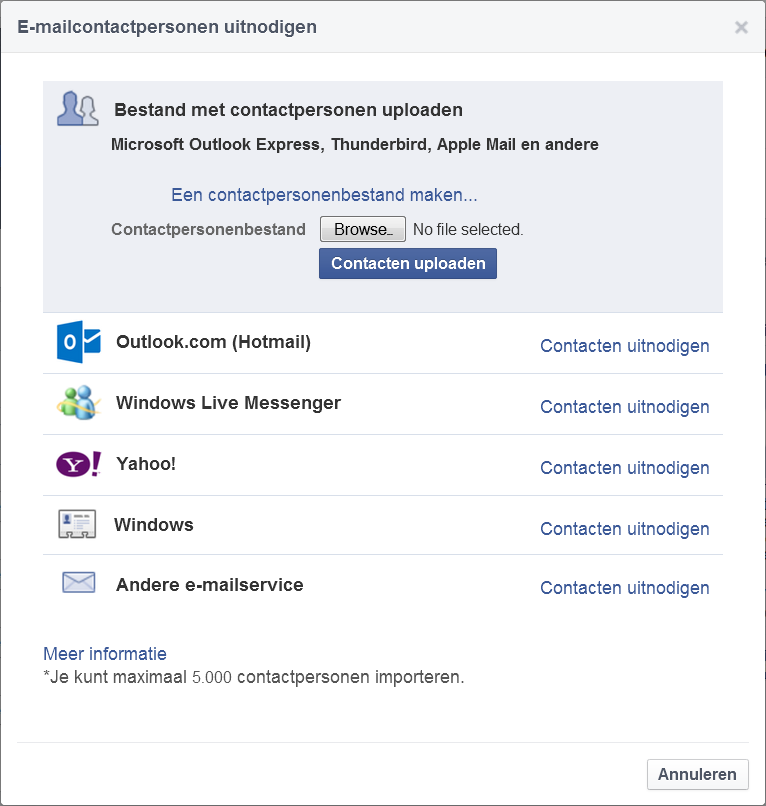 E-mailcontactpersonen uitnodigen
Bestand met contactpersonen uploaden
Microsoft Outlook Express, Thunderbird, Apple Mail en andere
Een contactpersonenbestand maken...
Contactpersonenbestand Browse... No file selected.
Contacten uploaden
Outlook.com (Hotmail) Contacten uitnodigen
Windows Live Messenger Contacten uitnodigen
Yahoo! Contacten uitnodigen
Windows Contacten uitnodigen
Andere e-mailservice Contacten uitnodigen
Meer informatie
*Je kunt maximaal 5.000 contactpersonen importeren.
Annuleren